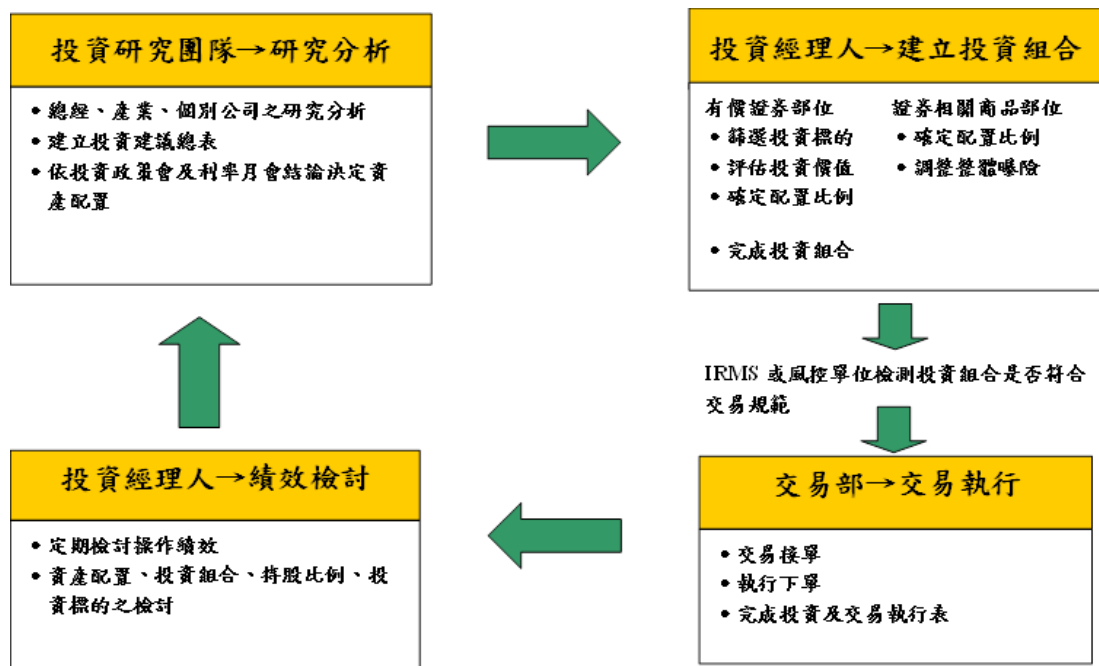 投資研究團隊→研究分析
• 總經、產業、個別公司之研究分析
• 建立投資建議總表
• 依投資政策會及利率月會結論決定資
產配置
投資經理人→建立投資組合
有價證券部位
• 篩選投資標的
• 評估投資價值
• 確定配置比例
• 完成投資組合
證券相關商品部位
• 確定配置比例
• 調整整體曝險
IRMS 或風控單位檢測投資組合是否符合
交易規範
交易部→交易執行
• 交易接單
• 執行下單
• 完成投資及交易執行表
投資經理人→績效檢討
• 定期檢討操作績效
• 資產配置、投資組合、持股比例、投
資標的之檢討